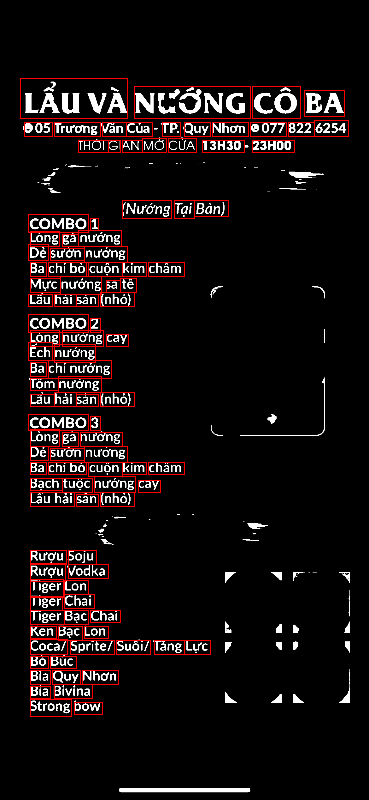 LẨU VÀ NƯỚNG CÔ BA
05 Trương Văn Của - TP. Quy Nhơn 077 822 6254
THỜI GIAN MỞ CỬA 13H30 - 23H00
(Nướng Tại Bàn)
COMBO 1
Lòng gà nướng
Dẻ sườn nướng
Ba chỉ bò cuộn kim châm
Mực nướng sa tế
Lẩu hải sản (nhỏ)
COMBO 2
Lòng nướng cay
Ếch nướng
Ba chỉ nướng
Tôm nướng
Lẩu hải sản (nhỏ)
COMBO 3
Lòng gà nướng
Dẻ sườn nướng
Ba chỉ bò cuộn kim châm
Bạch tuộc nướng cay
Lẩu hải sản (nhỏ)
Rượu Soju
Rượu Vodka
Tiger Lon
Tiger Chai
Tiger Bạc Chai
Ken Bạc Lon
Coca/ Sprite/ Suối/ Tăng Lực
Bò Húc
Bia Quy Nhơn
Bia Bivina
Strong bow